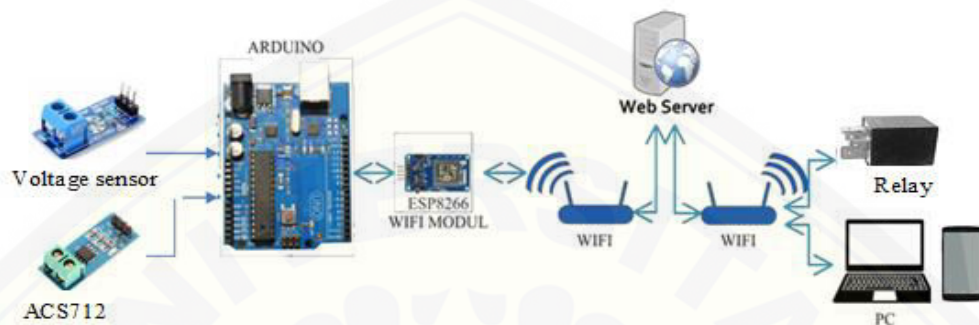 ARDUINO
Voltage sensor
ACS712
ESP8266
WIFI MODUL
WIFI
Web Server
WIFI
Relay
PC